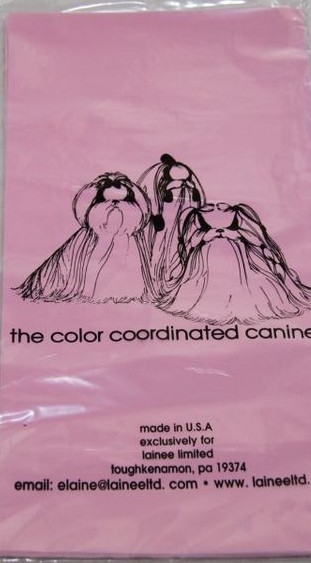 the color coordinated canine
made in U.S.A
exclusively for
lainee limited
toughkenamon, pa 19374
email: elaine@laineeltd. com • www. laineeltd.